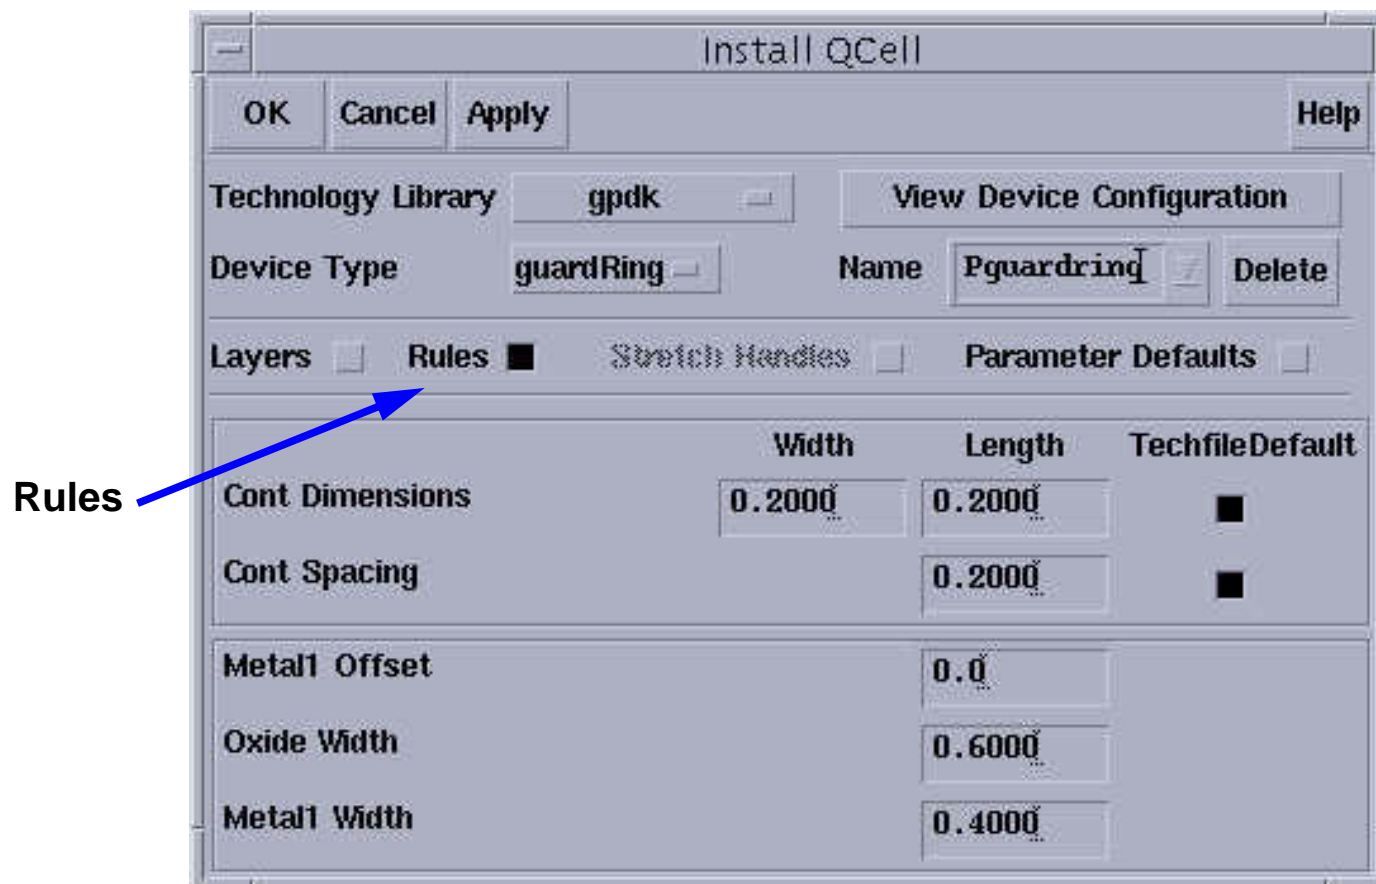 Install QCell
OK Cancel Apply Help
Technology Library gpdk View Device Configuration
Device Type guardRing Name Pguardring Delete
Layers Rules Stretch Handles Parameter Defaults
Width Length TechfileDefault
Rules
Cont Dimensions 0.2000 0.2000
Cont Spacing 0.2000
Metal1 Offset 0.0
Oxide Width 0.6000
Metal1 Width 0.4000